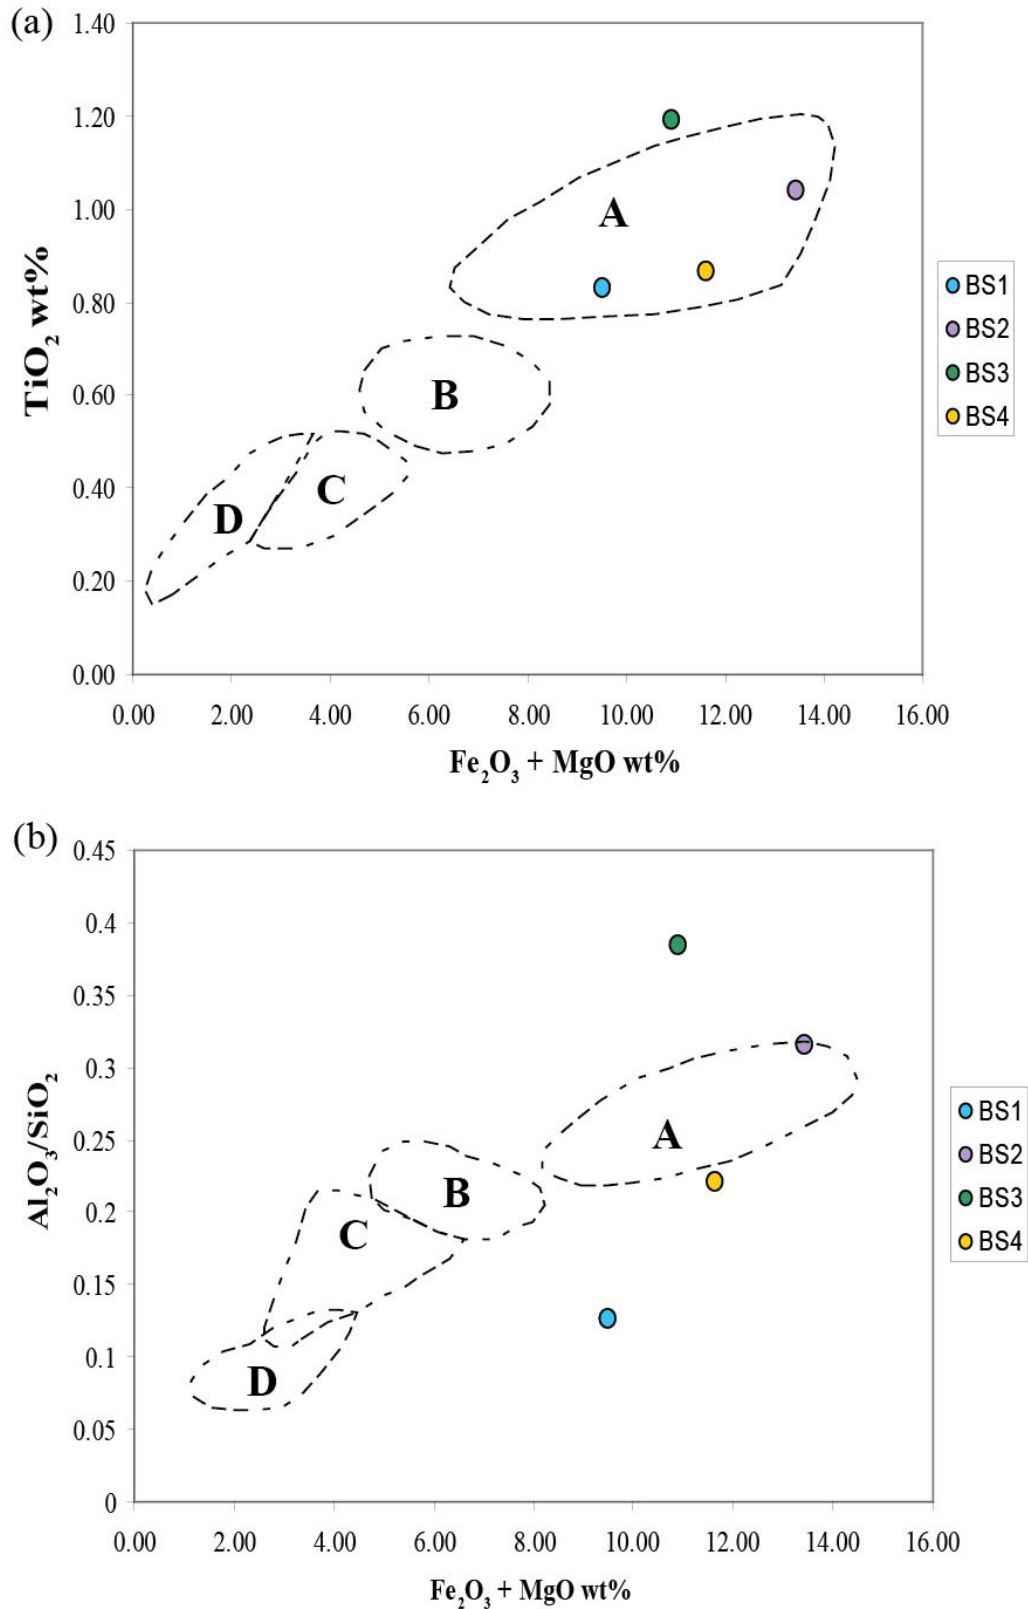 (a)
1.40
1.20
1.00
0.80
0.60
0.40
0.20
0.00
TiO₂ wt%
A
B
C
D
0.00 2.00 4.00 6.00 8.00 10.00 12.00 14.00 16.00
Fe₂O₃ + MgO wt%
BS1
BS2
BS3
BS4
(b)
0.45
0.4
0.35
0.3
0.25
0.2
0.15
0.1
0.05
0
Al₂O₃/SiO₂
A
B
C
D
0.00 2.00 4.00 6.00 8.00 10.00 12.00 14.00 16.00
Fe₂O₃ + MgO wt%
BS1
BS2
BS3
BS4